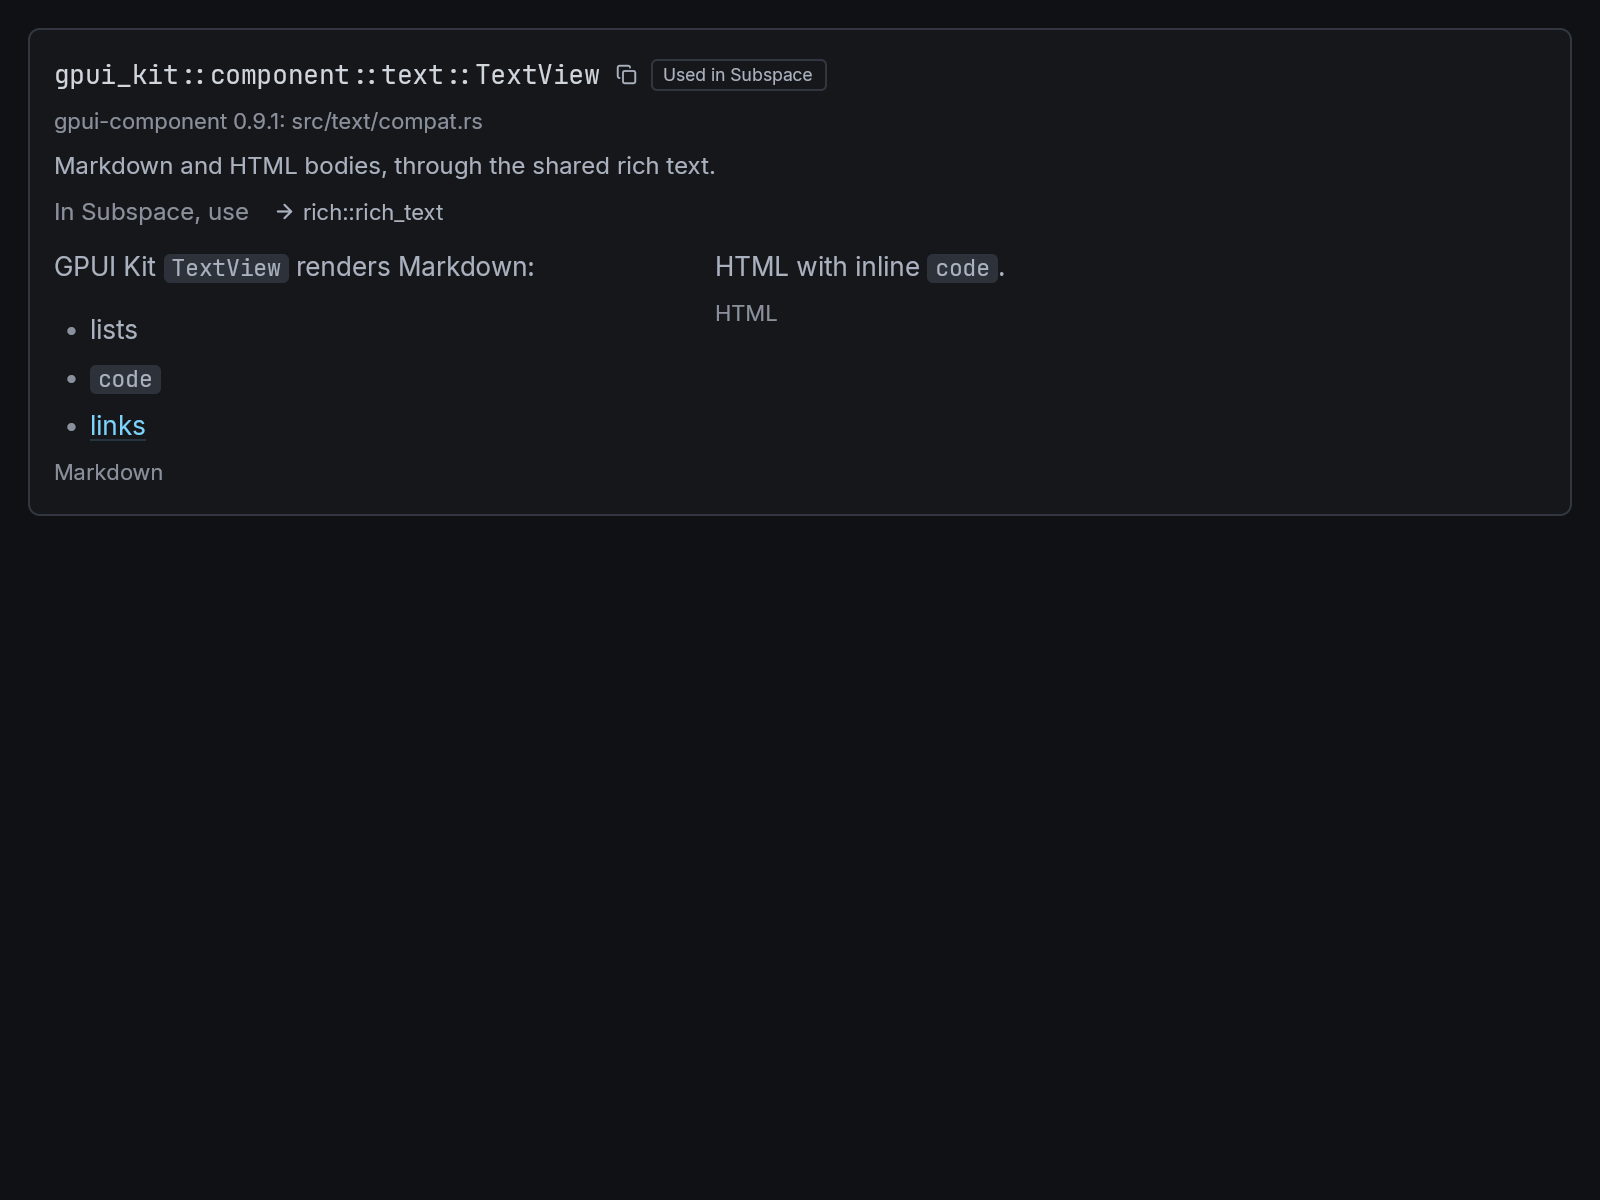 gpui_kit::component::text::TextView
Used in Subspace
gpui-component 0.9.1: src/text/compat.rs
Markdown and HTML bodies, through the shared rich text.
In Subspace, use → rich::rich_text
GPUI Kit TextView renders Markdown:
• lists
• code
• links
Markdown
HTML with inline code.
HTML